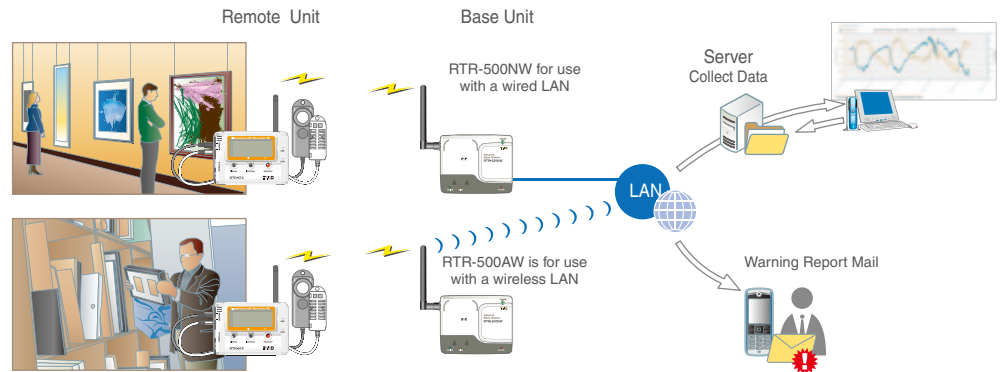 Remote Unit
Base Unit
RTR-500NW for use
with a wired LAN
Server
Collect Data
LAN
RTR-500AW is for use
with a wireless LAN
Warning Report Mail